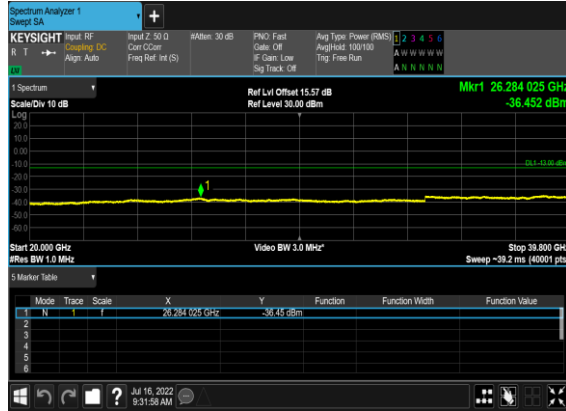 Spectrum Analyzer 1
Swept SA
KEYSIGHT Input: RF Input Z: 50 Ω #Atten: 30 dB PNO: Fast Avg Type: Power (RMS) 1 2 3 4 5 6
R T Coupling: DC Corr CCorr Gate: Off Avg|Hold: 100/100 A W W W W W
Align: Auto Freq Ref: Int (S) IF Gain: Low Trig: Free Run
Sig Track: Off A N N N N N
1 Spectrum Ref Lvl Offset 15.57 dB Mkr1 26.284 025 GHz
Scale/Div 10 dB Ref Level 30.00 dBm -36.452 dBm
Log
20.0
10.0
0.00
-10.0 DL1 -13.00 dBm
-20.0
-30.0 1
-40.0
-50.0
-60.0
Start 20.000 GHz Video BW 3.0 MHz* Stop 39.800 GHz
#Res BW 1.0 MHz Sweep ~39.2 ms (40001 pts)
5 Marker Table
Mode Trace Scale X Y Function Function Width Function Value
1 N 1 f 26.284 025 GHz -36.45 dBm
2
3
4
5
6
? Jul 16, 2022
9:31:58 AM